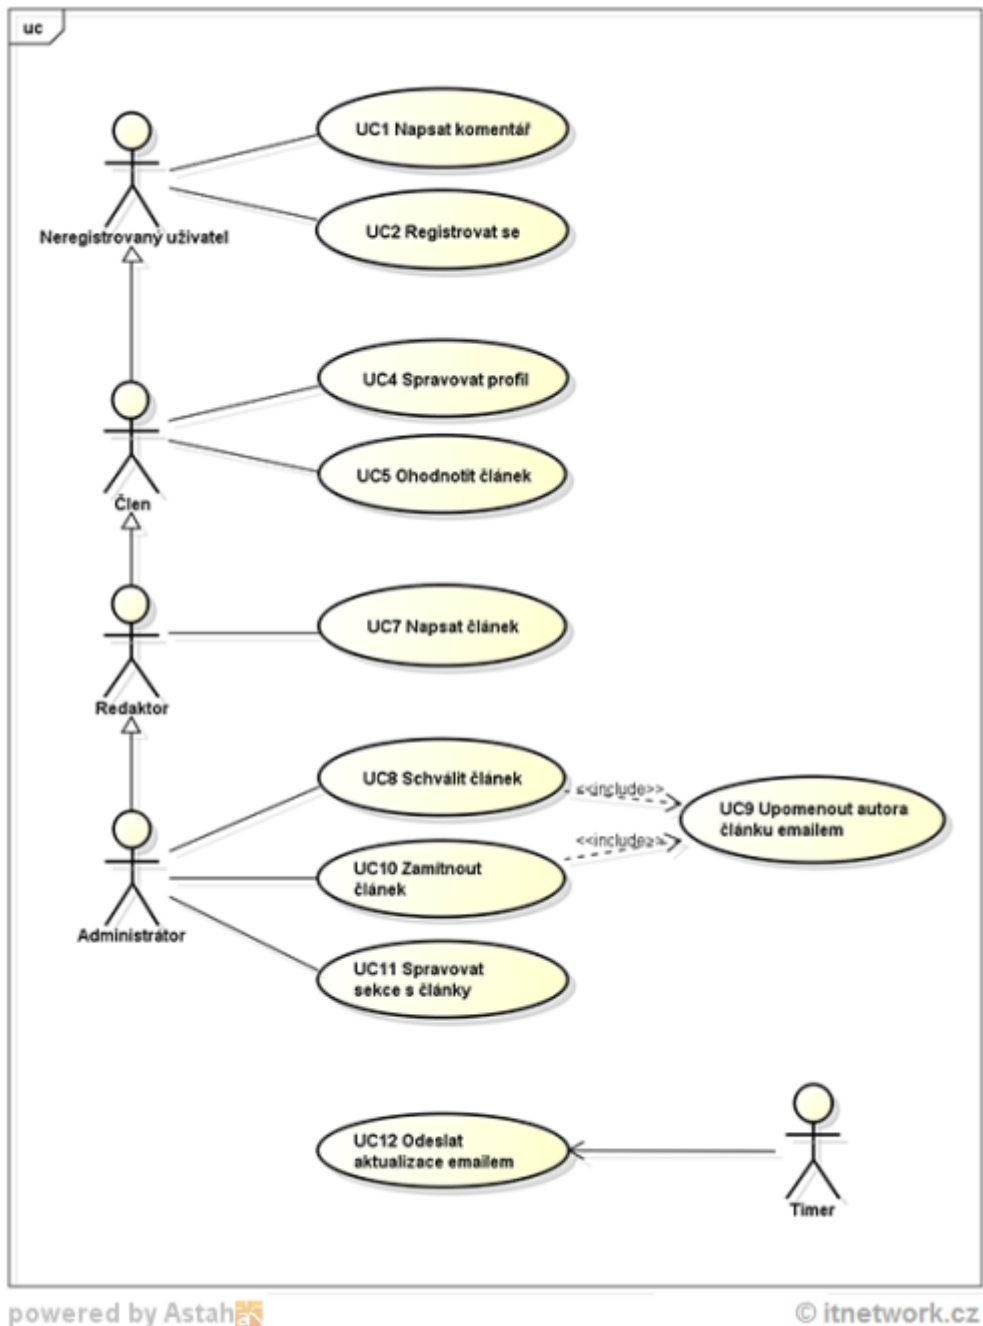 uc
UC1 Napsat komentář
UC2 Registrovat se
Neregistrovaný uživatel
UC4 Spravovat profil
UC5 Ohodnotit článek
Člen
UC7 Napsat článek
Redaktor
UC8 Schválit článek
<<include>>
UC9 Upomenout autora
článku emailem
<<include>>
UC10 Zamítnout
článek
Administrátor
UC11 Spravovat
sekce s články
UC12 Odeslat
aktualizace emailem
Timer
powered by Astah
© itnetwork.cz